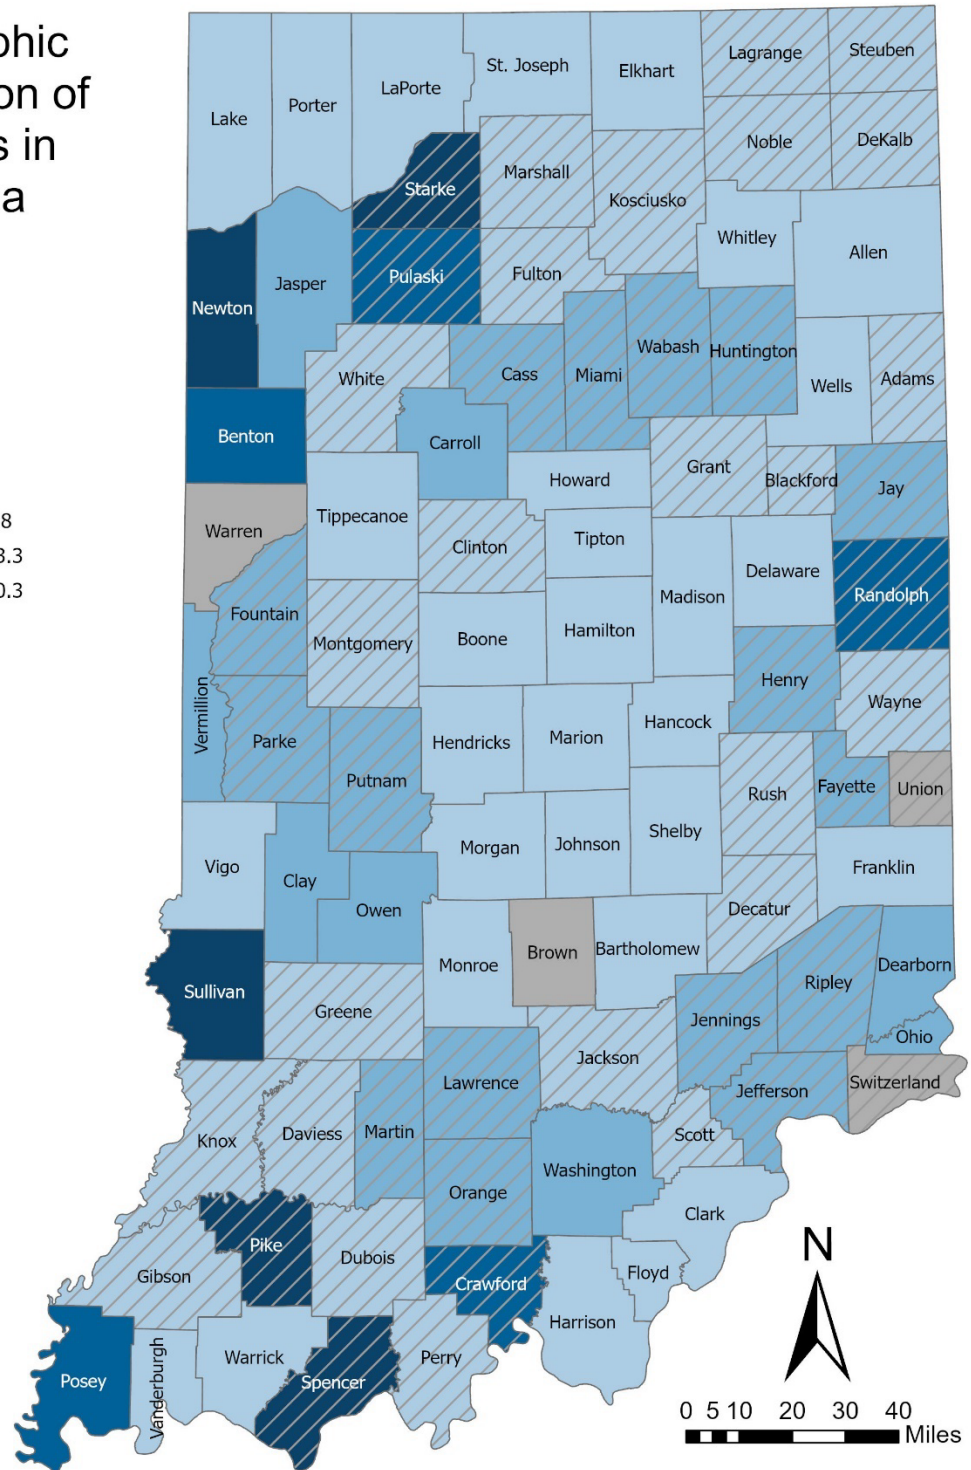 phic
on of
s in
a
8
3.3
0.3
Lake
Porter
LaPorte
St. Joseph
Elkhart
Lagrange
Steuben
Noble
DeKalb
Starke
Marshall
Kosciusko
Whitley
Allen
Newton
Jasper
Pulaski
Fulton
White
Cass
Miami
Wabash
Huntington
Wells
Adams
Benton
Carroll
Howard
Grant
Blackford
Jay
Warren
Tippecanoe
Clinton
Tipton
Madison
Delaware
Randolph
Fountain
Montgomery
Boone
Hamilton
Henry
Wayne
Vermillion
Parke
Putnam
Hendricks
Marion
Hancock
Rush
Fayette
Union
Vigo
Clay
Owen
Morgan
Johnson
Shelby
Decatur
Franklin
Sullivan
Greene
Monroe
Brown
Bartholomew
Jennings
Ripley
Dearborn
Ohio
Knox
Daviess
Martin
Lawrence
Jackson
Jefferson
Switzerland
Scott
Orange
Washington
Clark
Gibson
Pike
Dubois
Crawford
Floyd
Harrison
Posey
Vanderburgh
Warrick
Spencer
Perry
N
0 5 10 20 30 40
Miles